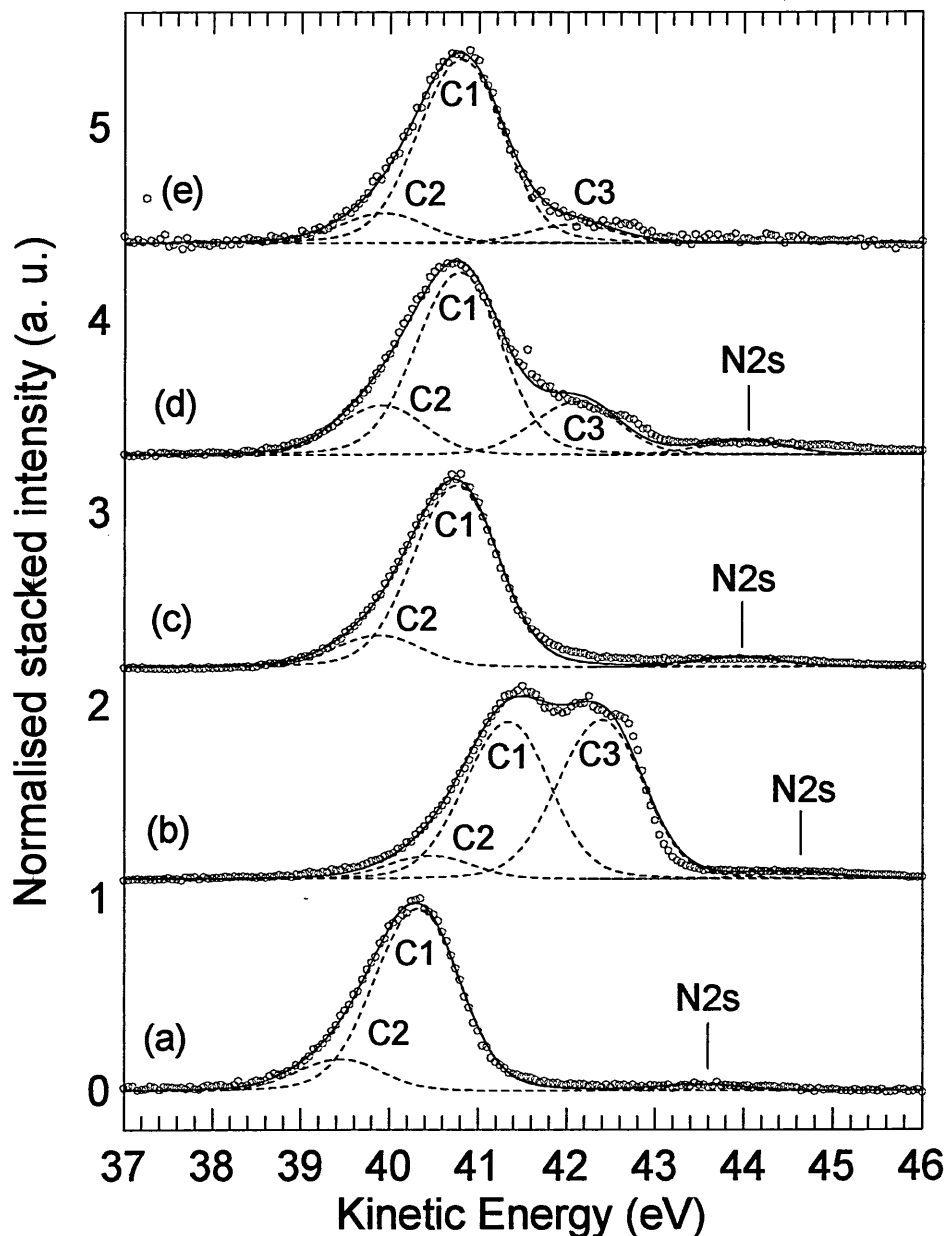 C1
5
(e)
C2
C3
4
C1
N2s
(d)
C2
C3
3
C1
N2s
(c)
C2
2
C1
C3
N2s
(b)
C2
1
C1
N2s
(a)
C2
0
37 38 39 40 41 42 43 44 45 46
Kinetic Energy (eV)
Normalised stacked intensity (a. u.)